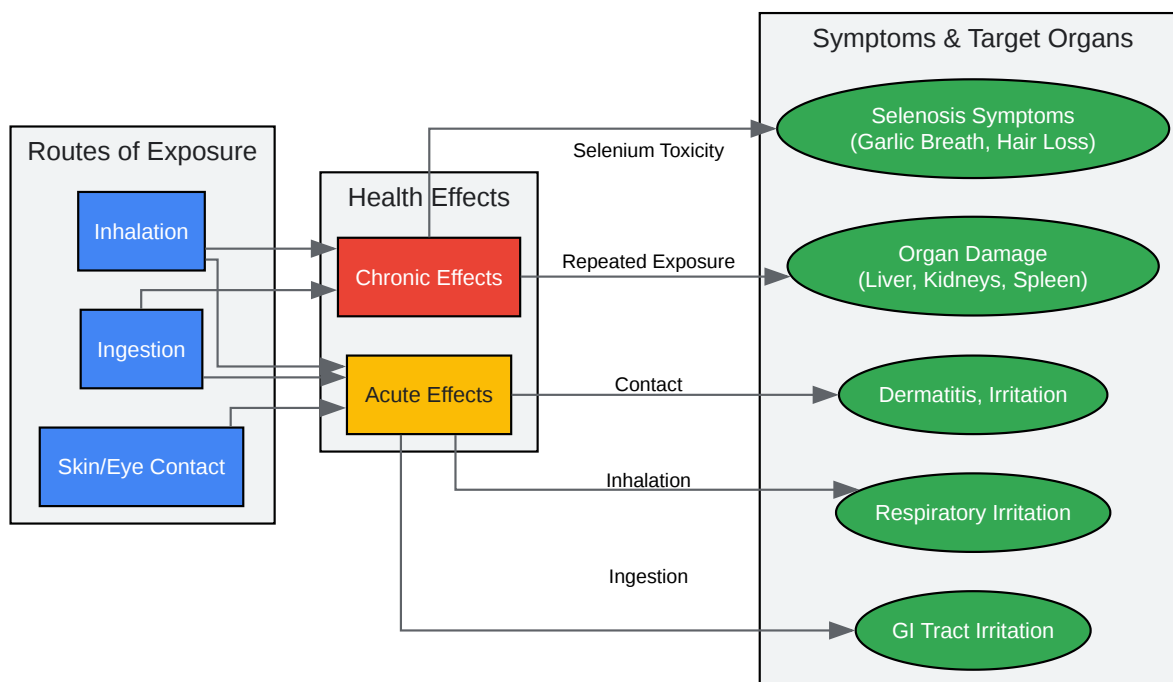 Routes of Exposure
Inhalation
Ingestion
Skin/Eye Contact
Health Effects
Chronic Effects
Acute Effects
Selenium Toxicity
Repeated Exposure
Contact
Inhalation
Ingestion
Symptoms & Target Organs
Selenosis Symptoms
(Garlic Breath, Hair Loss)
Organ Damage
(Liver, Kidneys, Spleen)
Dermatitis, Irritation
Respiratory Irritation
GI Tract Irritation